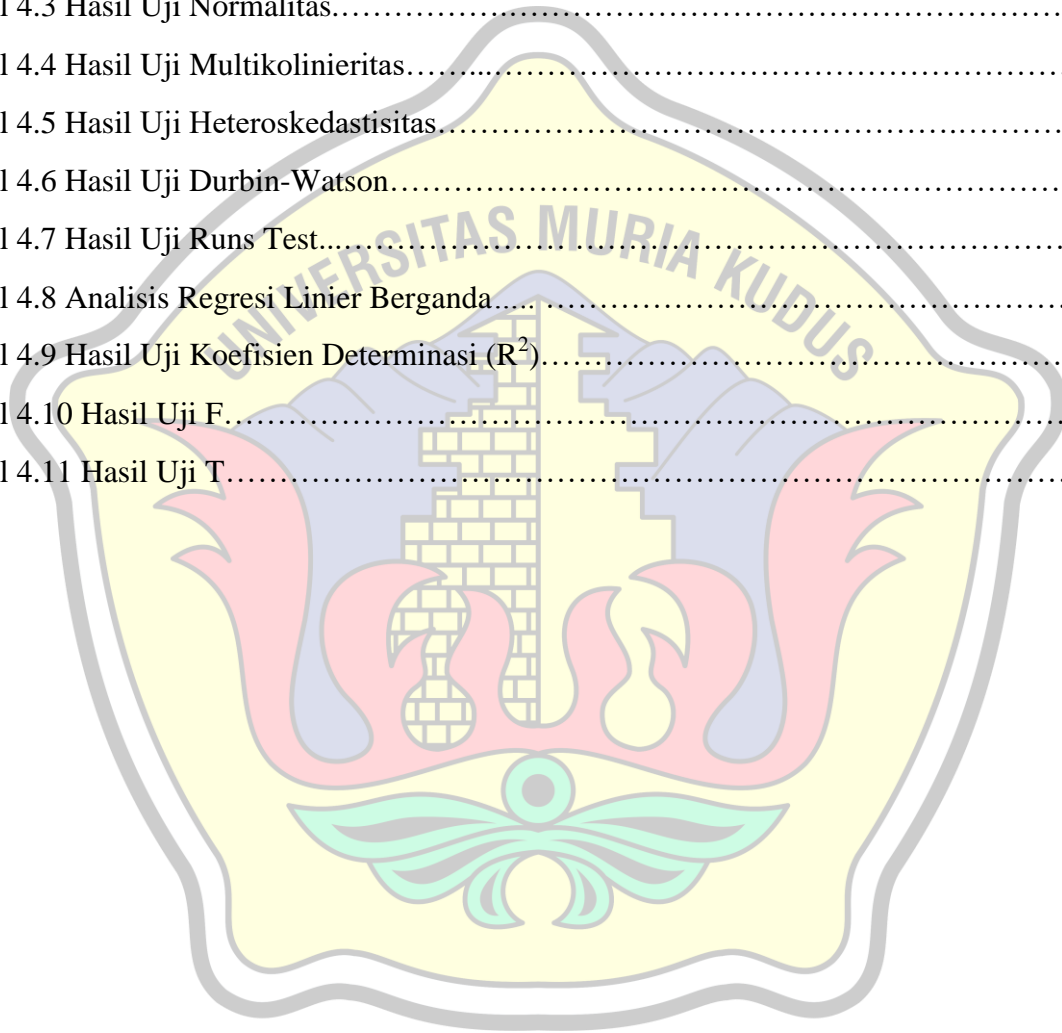 l 4.3 Hasil Uji Normalitas……………………………………………………………
l 4.4 Hasil Uji Multikolinieritas…………………………………………………………
l 4.5 Hasil Uji Heteroskedastisitas………………………………………………………
l 4.6 Hasil Uji Durbin-Watson……………………………………………………………
l 4.7 Hasil Uji Runs Test...………………………………………………………………
l 4.8 Analisis Regresi Linier Berganda..... …………………………………………………
l 4.9 Hasil Uji Koefisien Determinasi (R²)………………………………………………
l 4.10 Hasil Uji F…………………………………………………………………………
l 4.11 Hasil Uji T…………………………………………………………………………
UNIVERSITAS MURIA KUDUS